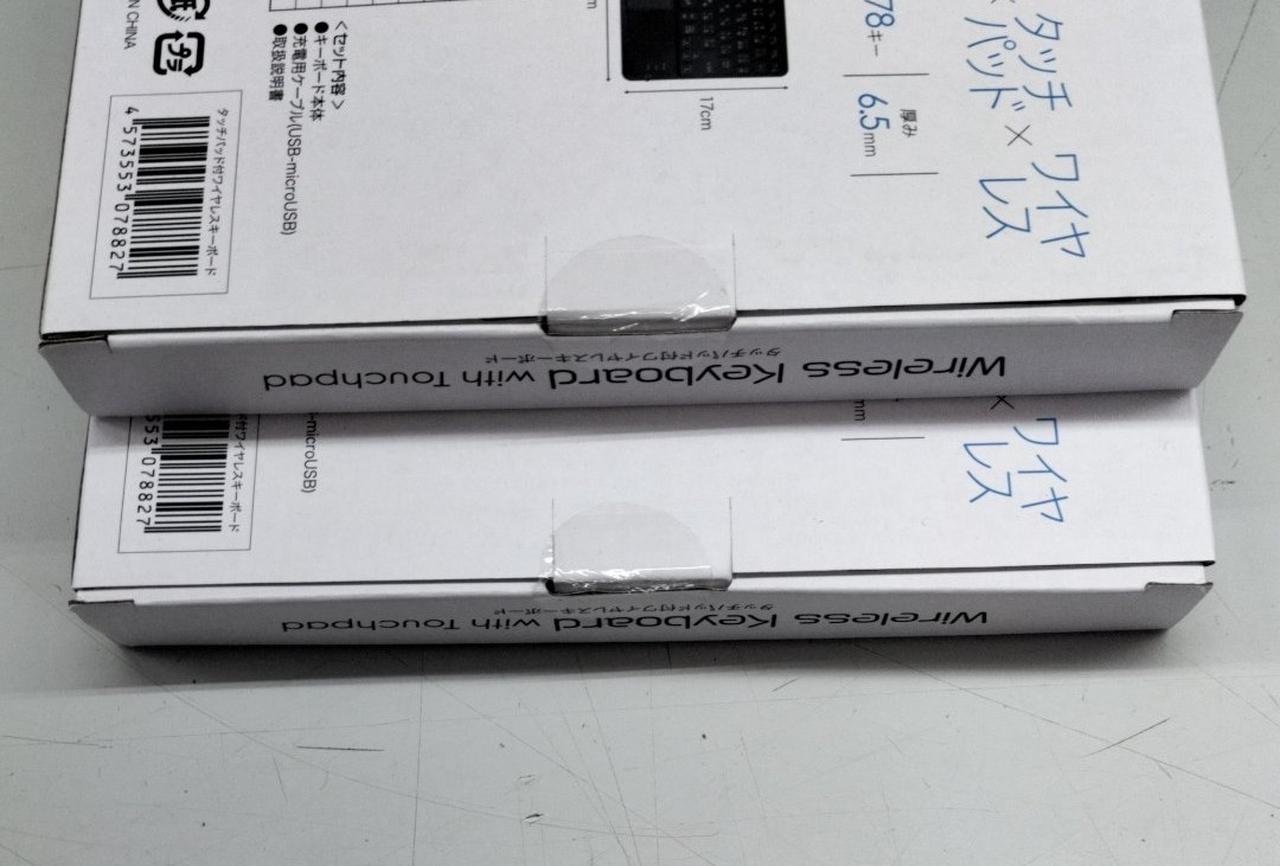 タッチ
パッド
×
ワイヤ
レス
78キー
厚み
6.5mm
17cm
<セット内容>
●キーボード本体
●充電用ケーブル(USB-microUSB)
●取扱説明書
N CHINA
紙
プラ
タッチパッド付ワイヤレスキーボード
4 573553 078827
Wireless Keyboard with Touchpad
タッチパッド付ワイヤレスキーボード
×
ワイヤ
レス
mm
-microUSB)
付ワイヤレスキーボード
553 078827
Wireless Keyboard with Touchpad
タッチパッド付ワイヤレスキーボード